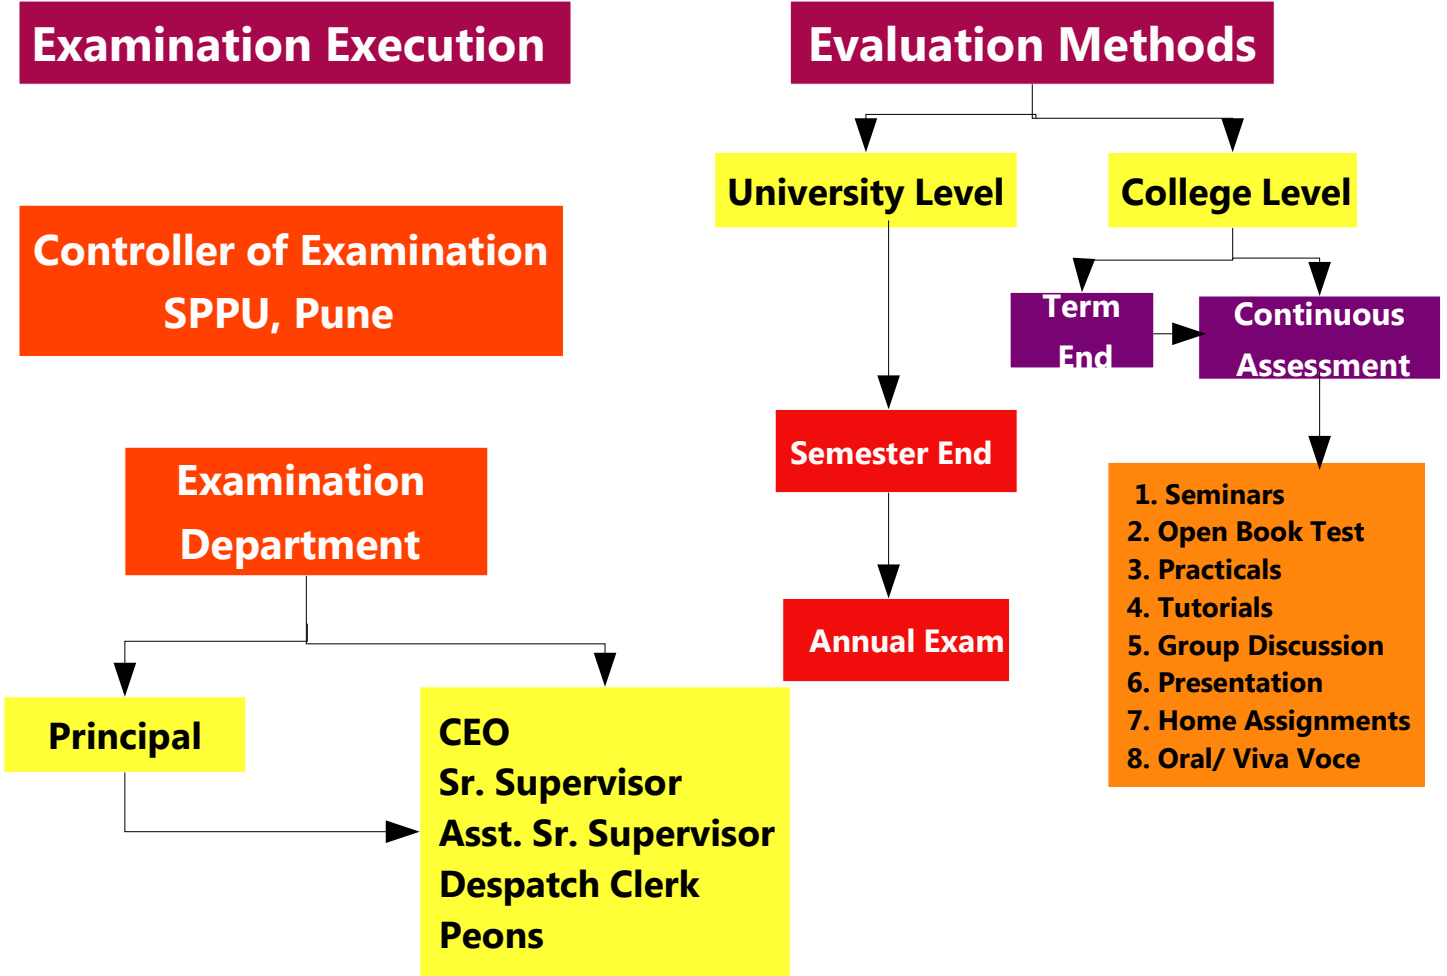 Examination Execution
Controller of Examination
SPPU, Pune
Examination
Department
Principal
CEO
Sr. Supervisor
Asst. Sr. Supervisor
Despatch Clerk
Peons
Evaluation Methods
University Level
College Level
Term
End
Continuous
Assessment
Semester End
Annual Exam
1. Seminars
2. Open Book Test
3. Practicals
4. Tutorials
5. Group Discussion
6. Presentation
7. Home Assignments
8. Oral/ Viva Voce